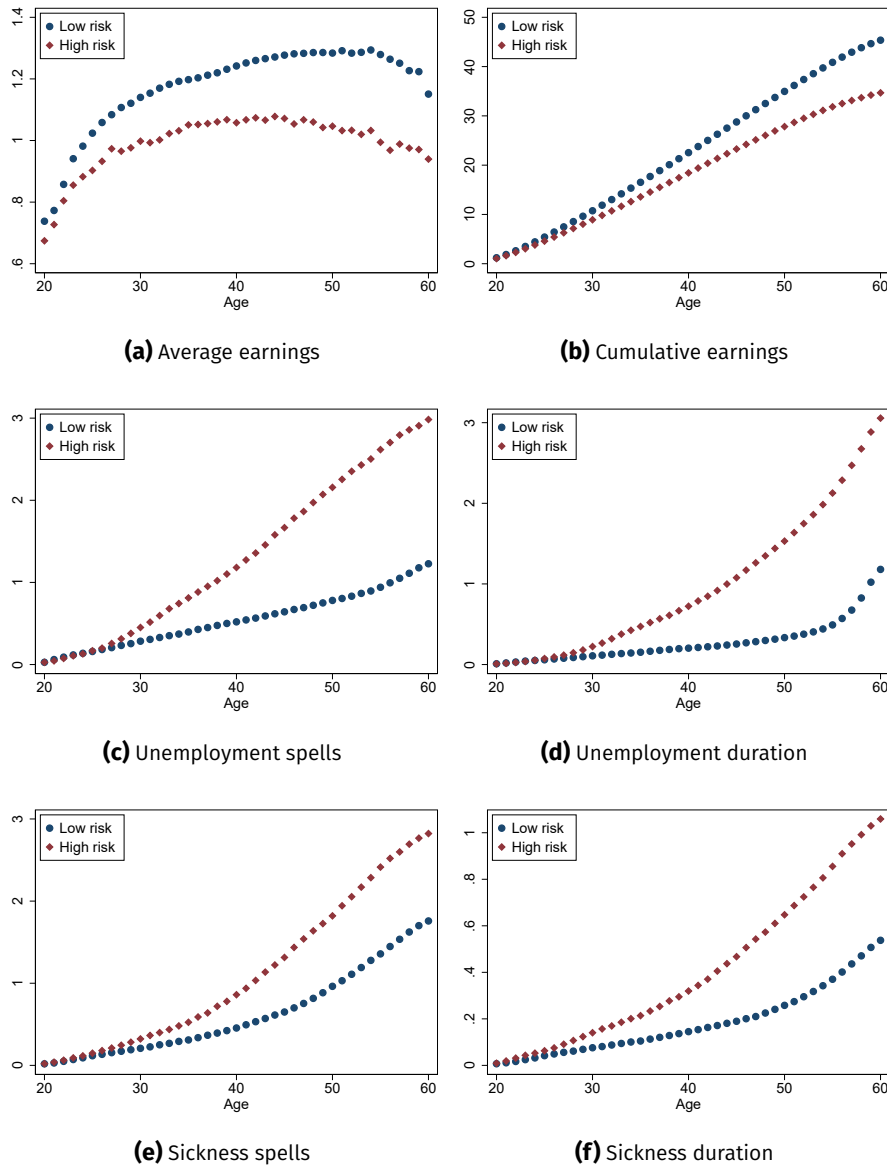 1.4
1.2
1
.8
.6
Low risk
High risk
20 30 40 50 60
Age
(a) Average earnings
50
40
30
20
10
0
Low risk
High risk
20 30 40 50 60
Age
(b) Cumulative earnings
3
2
1
0
Low risk
High risk
20 30 40 50 60
Age
(c) Unemployment spells
3
2
1
0
Low risk
High risk
20 30 40 50 60
Age
(d) Unemployment duration
3
2
1
0
Low risk
High risk
20 30 40 50 60
Age
(e) Sickness spells
1
.8
.6
.4
.2
0
Low risk
High risk
20 30 40 50 60
Age
(f) Sickness duration